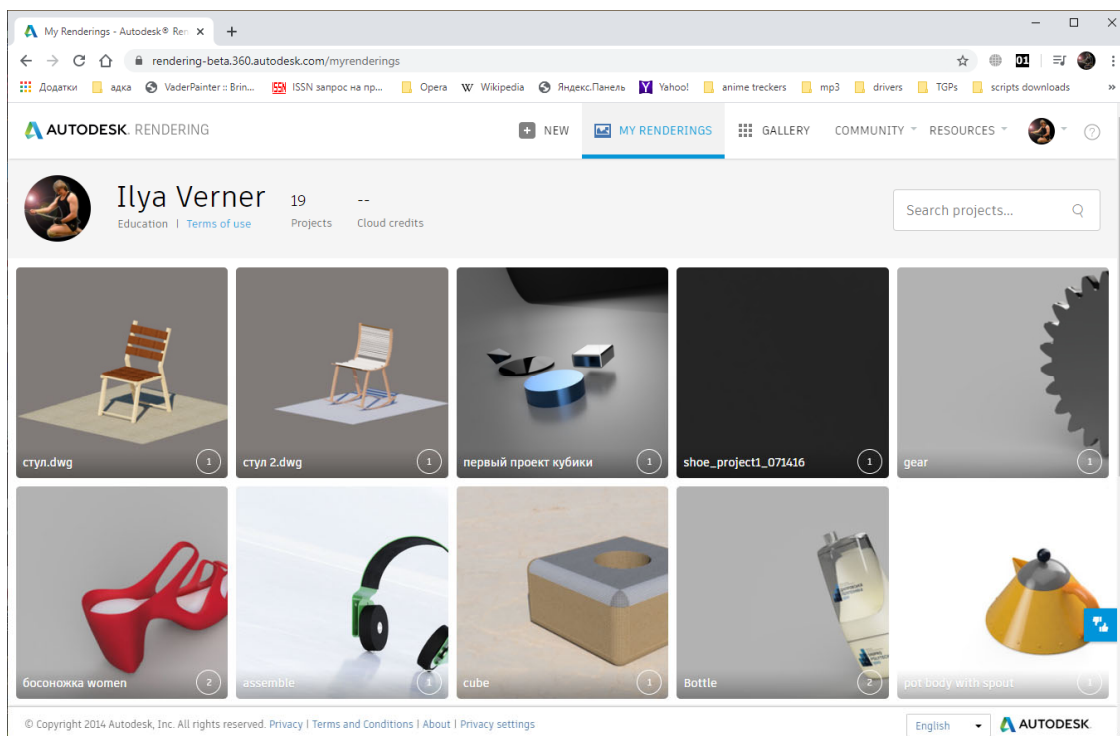 My Renderings - Autodesk® Ren
rendering-beta.360.autodesk.com/myrenderings
01
Додатки адка VaderPainter :: Brin... ISSN запрос на пр... Opera W Wikipedia Яндекс.Панель Yahoo! anime treckers mp3 drivers TGPs scripts downloads »
AUTODESK. RENDERING NEW MY RENDERINGS GALLERY COMMUNITY RESOURCES ?
Ilya Verner 19 --
Education | Terms of use Projects Cloud credits
Search projects...
стул.dwg 1 стул 2.dwg 1 первый проект кубики 1 shoe_project1_071416 1 gear 1
босоножка women 2 assemble 1 cube 1 Bottle 2 pot body with spout
© Copyright 2014 Autodesk, Inc. All rights reserved. Privacy | Terms and Conditions | About | Privacy settings English AUTODESK.